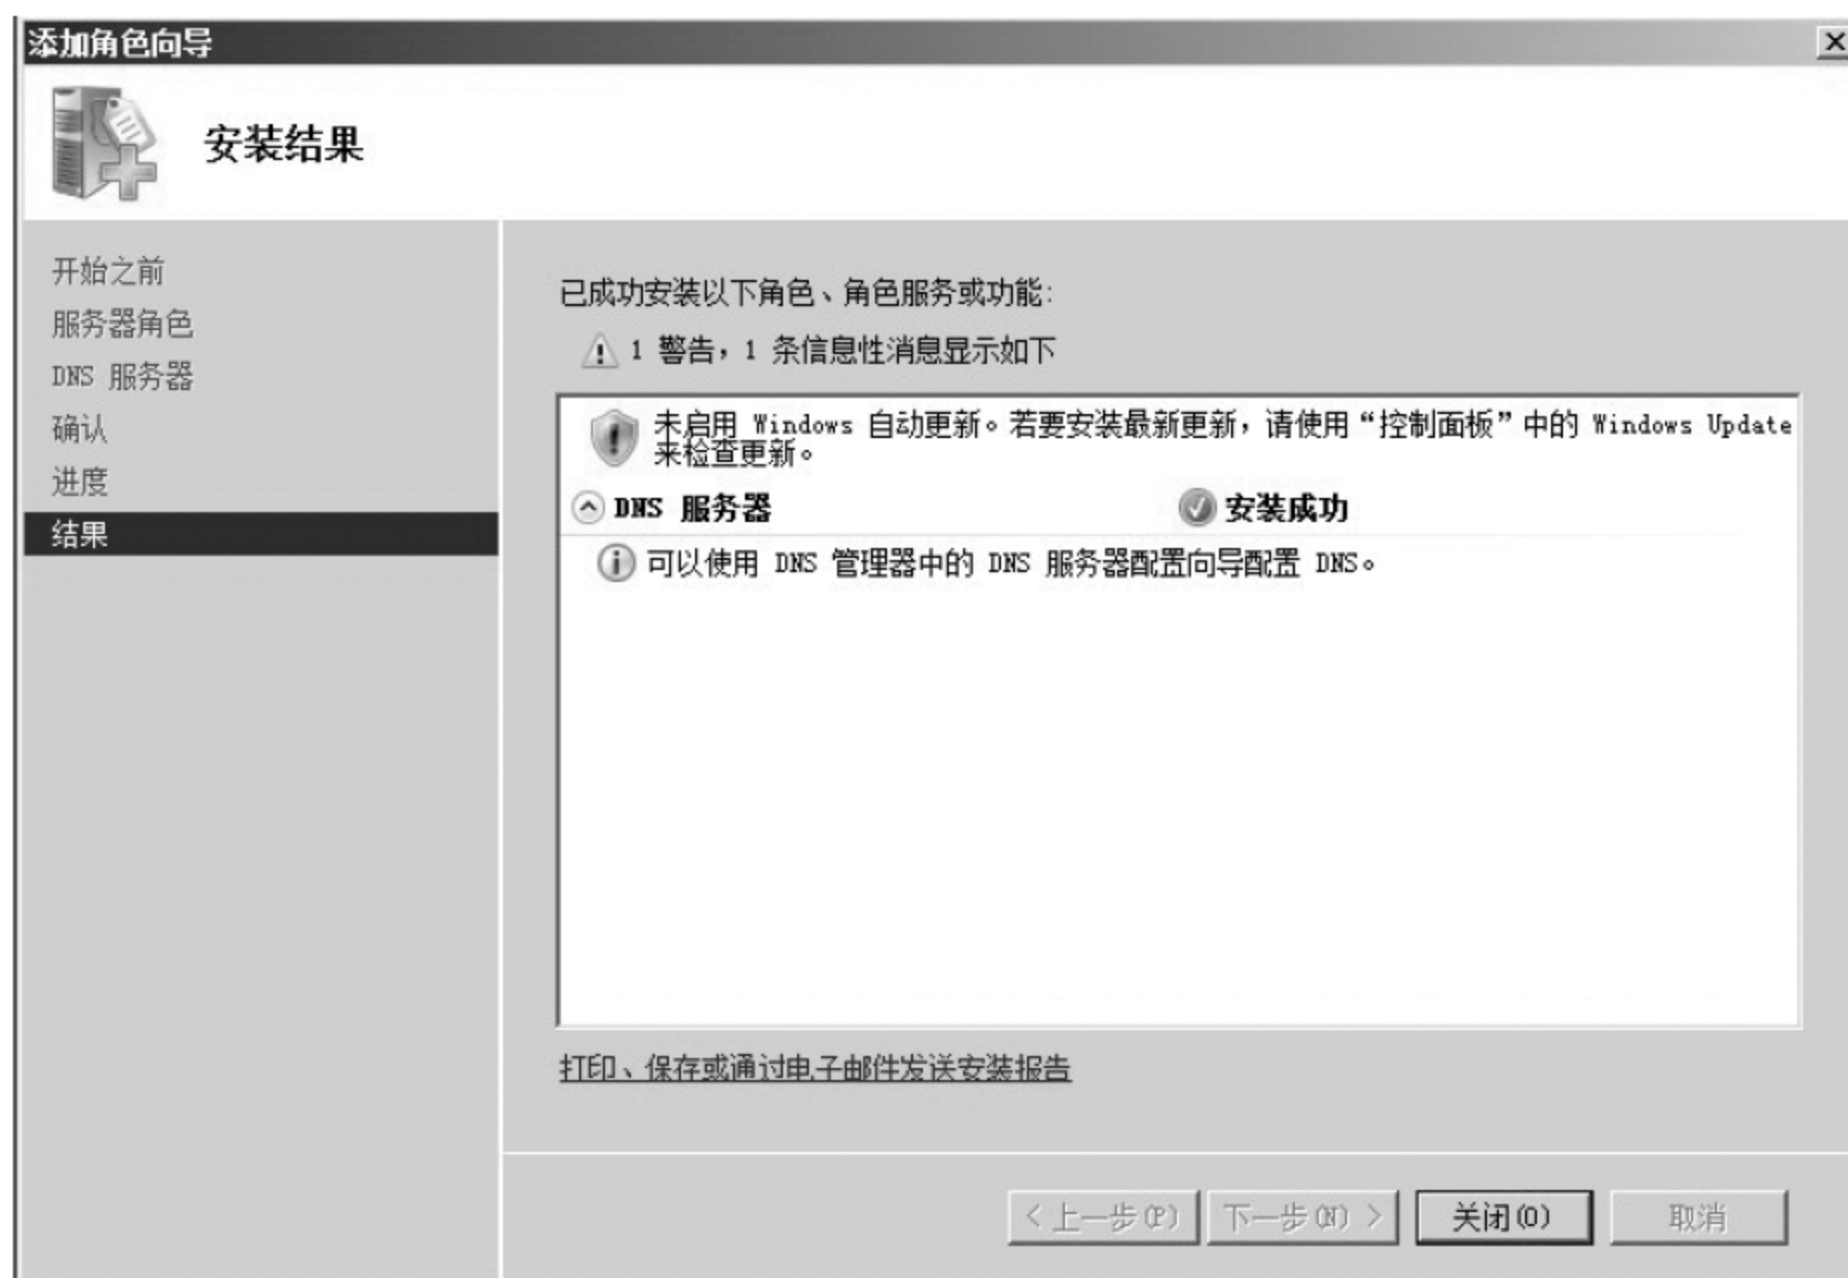 添加角色向导
安装结果
开始之前
服务器角色
DNS 服务器
确认
进度
结果
已成功安装以下角色、角色服务或功能:
1 警告，1 条信息性消息显示如下
未启用 Windows 自动更新。若要安装最新更新，请使用“控制面板”中的 Windows Update
来检查更新。
DNS 服务器 安装成功
可以使用 DNS 管理器中的 DNS 服务器配置向导配置 DNS。
打印、保存或通过电子邮件发送安装报告
< 上一步(P) 下一步(N) > 关闭(O) 取消